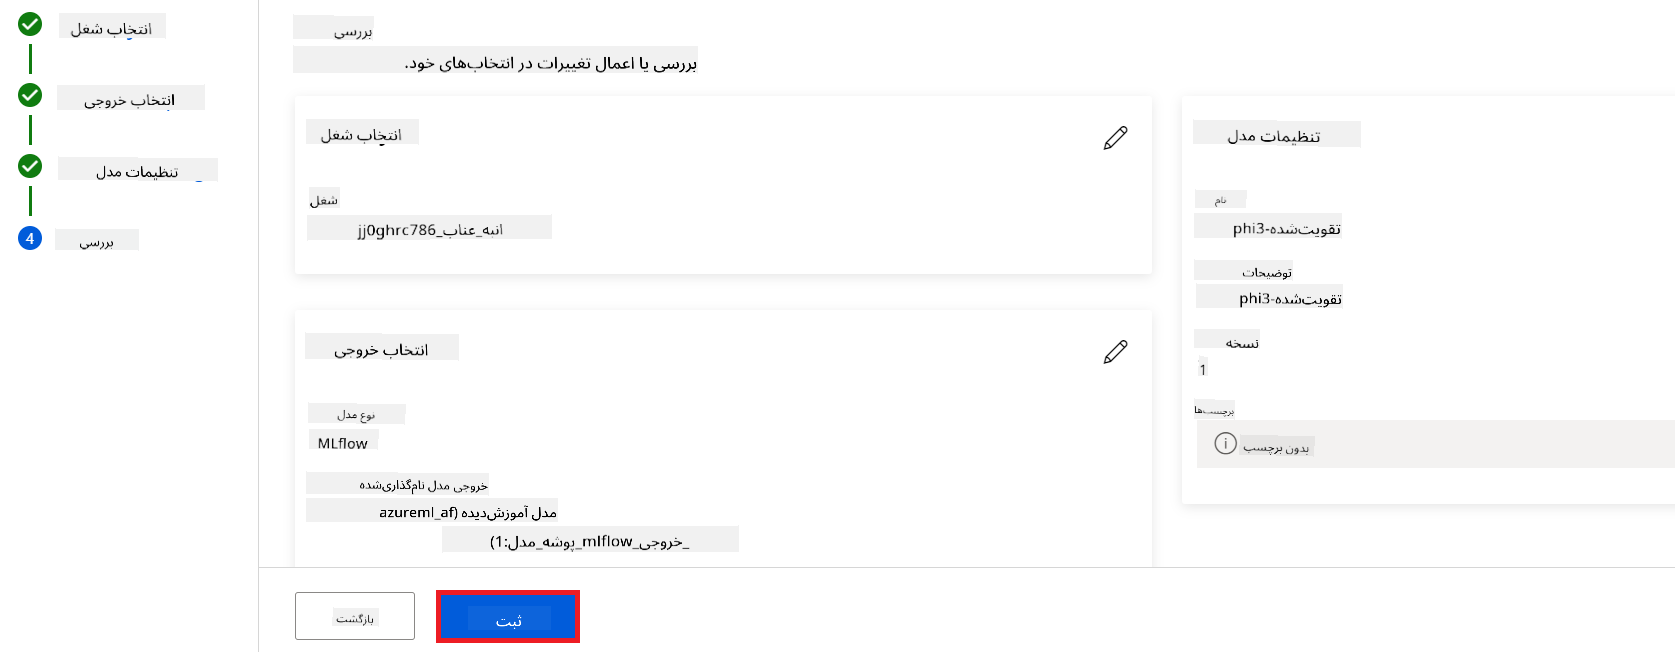 انتخاب شغل
انتخاب خروجی
تنظیمات مدل
4
بررسی
بررسی
بررسی یا اعمال تغییرات در انتخاب‌های خود.
انتخاب شغل
شغل
انبه_عناب_jj0ghrc786
انتخاب خروجی
نوع مدل
MLflow
خروجی مدل نام‌گذاری‌شده
مدل آموزش‌دیده (azureml_af
_خروجی_mlflow_پوشه_مدل:1)
تنظیمات مدل
نام
تقویت‌شده-phi3
توضیحات
تقویت‌شده-phi3
نسخه
1
برچسب‌ها
بدون برچسب
بازگشت
ثبت